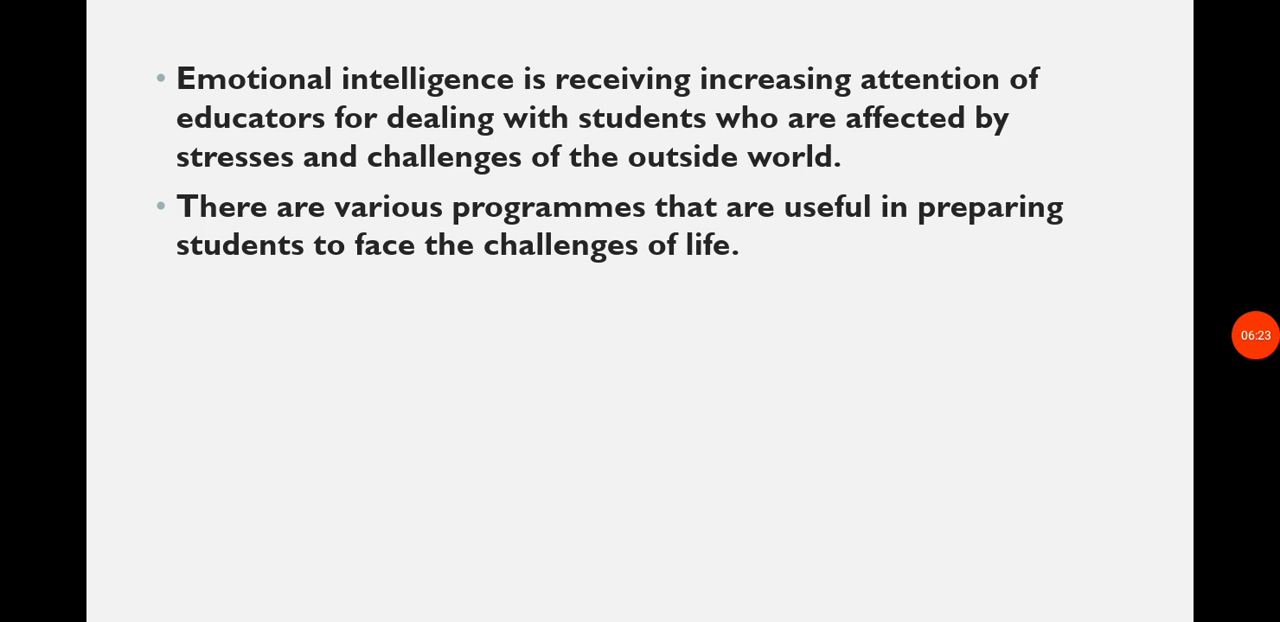 • Emotional intelligence is receiving increasing attention of
educators for dealing with students who are affected by
stresses and challenges of the outside world.
• There are various programmes that are useful in preparing
students to face the challenges of life.
06:23